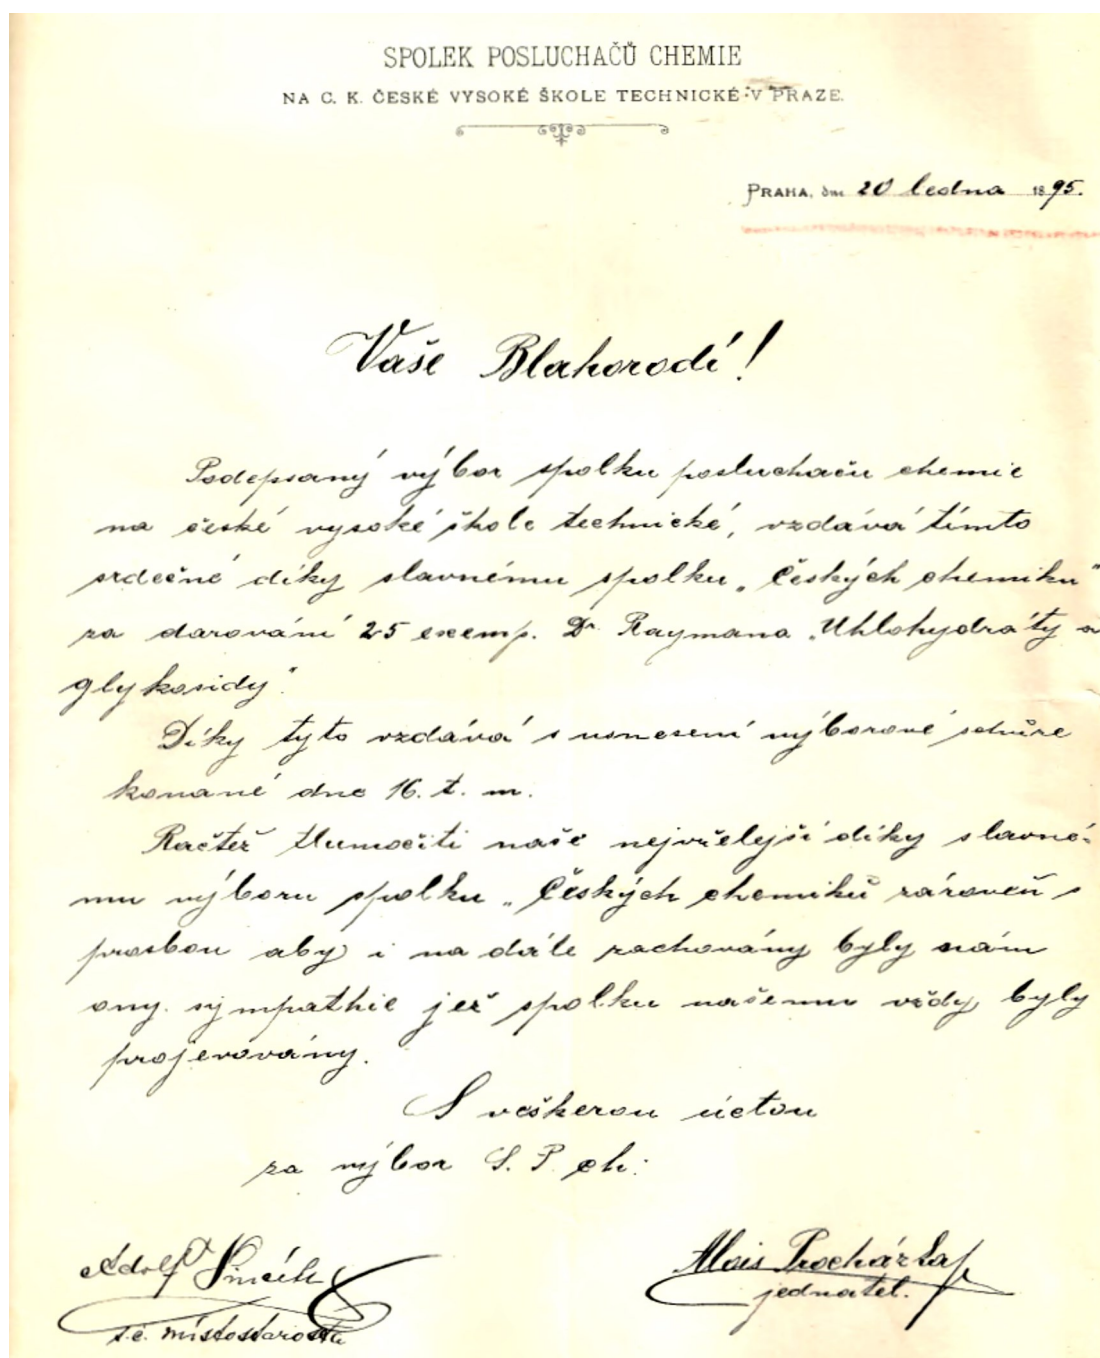 SPOLEK POSLUCHAČŮ CHEMIE
NA C. K. ČESKÉ VYSOKÉ ŠKOLE TECHNICKÉ V PRAZE.
PRAHA, dne 20 ledna 1895.
Vaše Blahorodí!
Podepsaný výbor spolku posluchačů chemie
na české vysoké škole technické, vzdává tímto
srdečné díky slavnému spolku „Českých chemiků“
za darování 25 exemp. Dr Raymana „Uhlohydráty a
glykosidy“.
Díky tyto vzdává s usnesení výborové schůze
konané dne 16. t. m.
Račtež tlumočiti naše nejvřelejší díky slavné-
mu výboru spolku „Českých chemiků zároveň s
prosbou aby i na dále zachovány byly nám
ony sympathie jež spolku našemu vždy byly
projevovány.
S veškerou úctou
za výbor S. P. ch:
Adolf
Alois Procházka
jednatel.
t.č. místostarosta